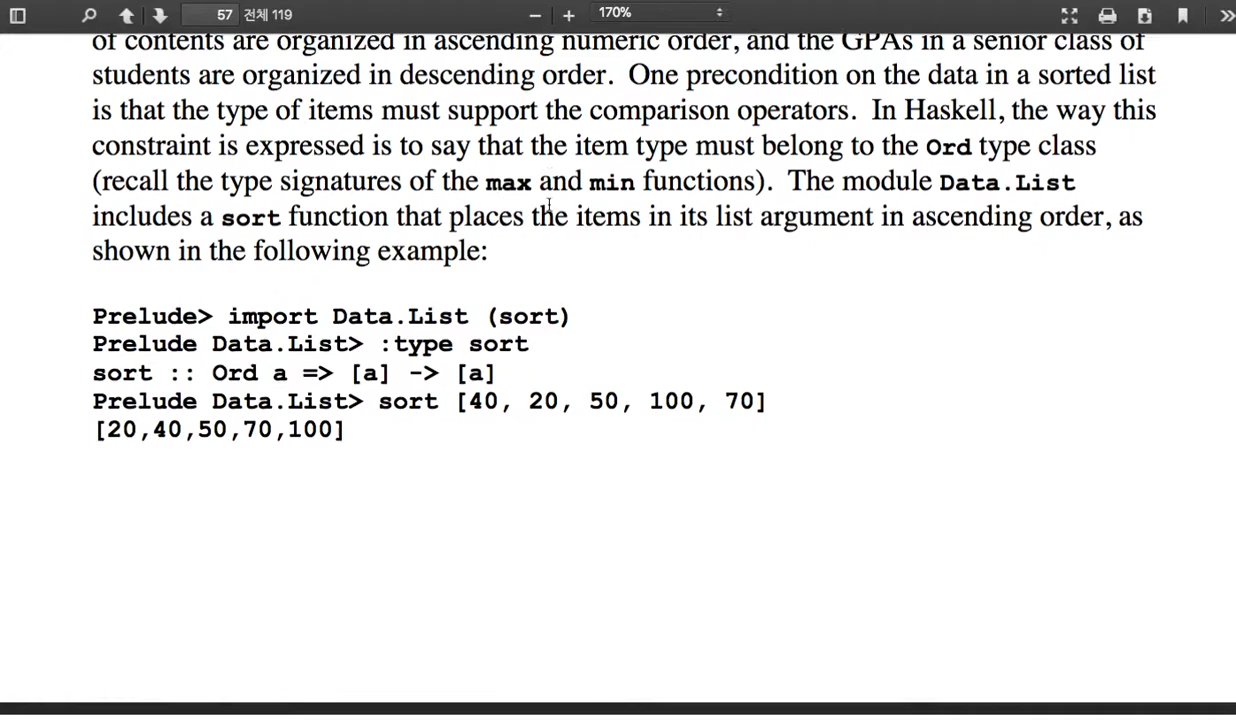 57 전체 119 170%
of contents are organized in ascending numeric order, and the GPAs in a senior class of
students are organized in descending order. One precondition on the data in a sorted list
is that the type of items must support the comparison operators. In Haskell, the way this
constraint is expressed is to say that the item type must belong to the Ord type class
(recall the type signatures of the max and min functions). The module Data.List
includes a sort function that places the items in its list argument in ascending order, as
shown in the following example:
Prelude> import Data.List (sort)
Prelude Data.List> :type sort
sort :: Ord a => [a] -> [a]
Prelude Data.List> sort [40, 20, 50, 100, 70]
[20,40,50,70,100]